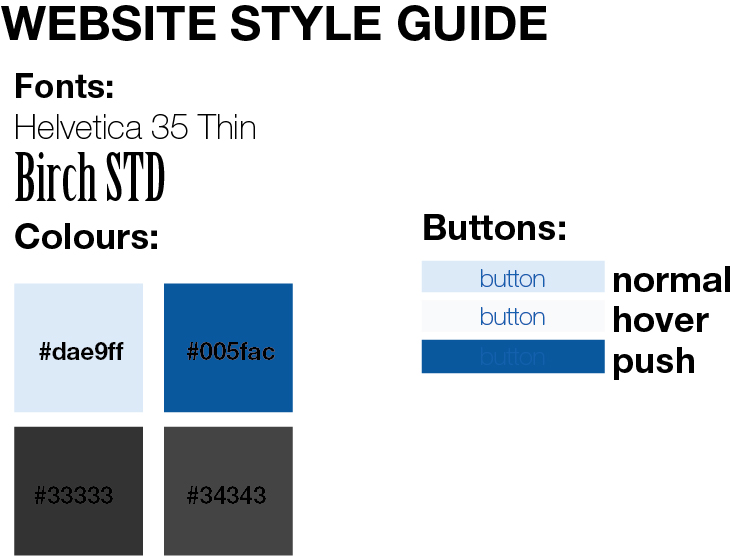 WEBSITE STYLE GUIDE
Fonts:
Helvetica 35 Thin
Birch STD
Colours:
#dae9ff
#005fac
#33333
#34343
Buttons:
button normal
button hover
button push